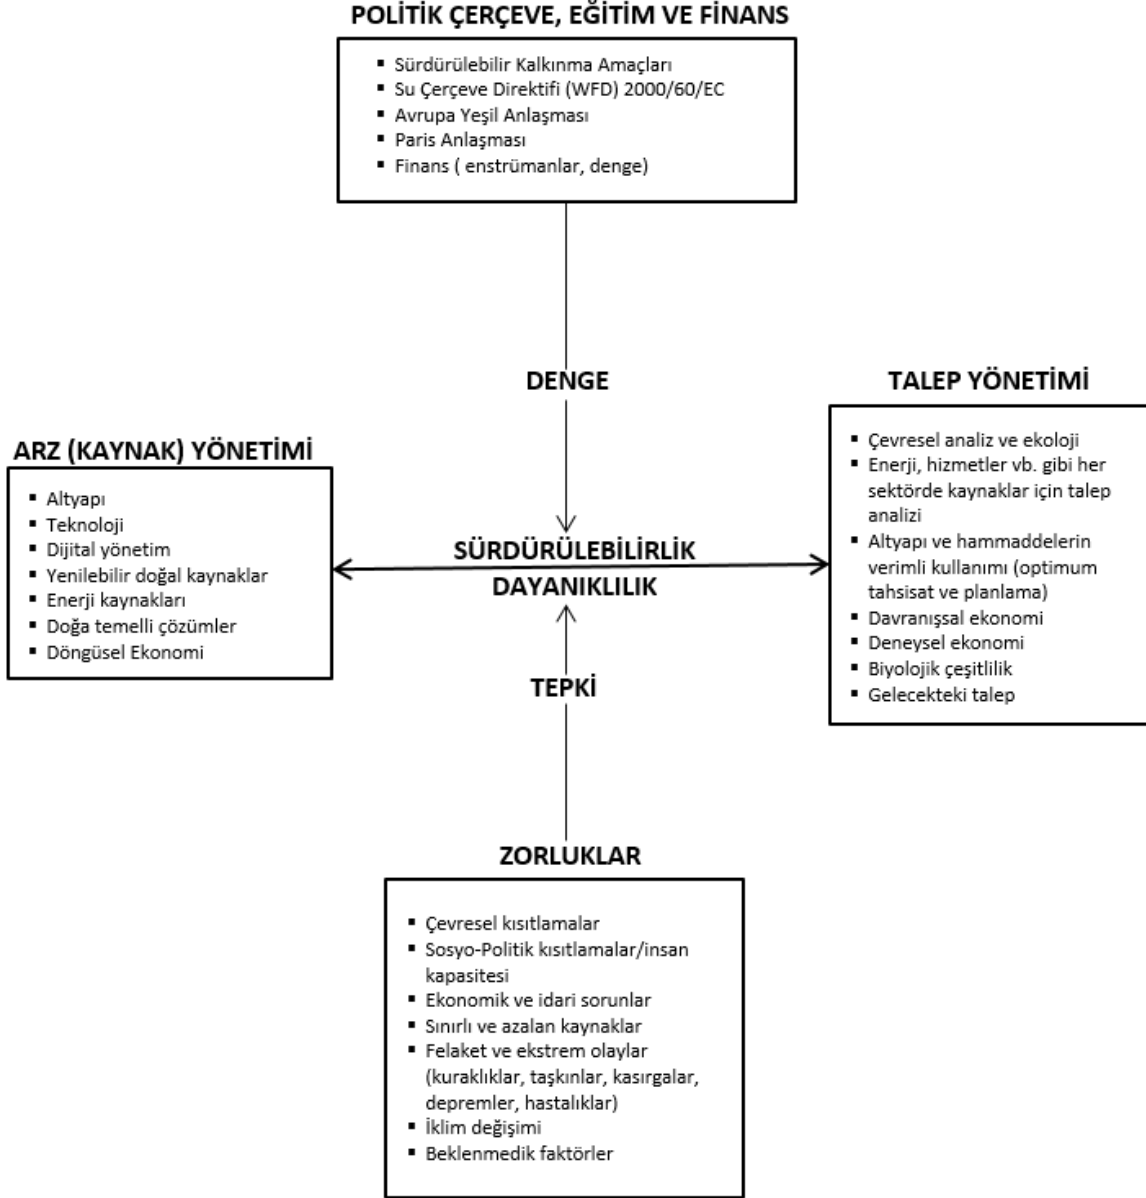 POLİTİK ÇERÇEVE, EĞİTİM VE FİNANS
▪ Sürdürülebilir Kalkınma Amaçları
▪ Su Çerçeve Direktifi (WFD) 2000/60/EC
▪ Avrupa Yeşil Anlaşması
▪ Paris Anlaşması
▪ Finans ( enstrümanlar, denge)
DENGE
ARZ (KAYNAK) YÖNETİMİ
▪ Altyapı
▪ Teknoloji
▪ Dijital yönetim
▪ Yenilebilir doğal kaynaklar
▪ Enerji kaynakları
▪ Doğa temelli çözümler
▪ Döngüsel Ekonomi
SÜRDÜRÜLEBİLİRLİK
DAYANIKLILIK
TALEP YÖNETİMİ
▪ Çevresel analiz ve ekoloji
▪ Enerji, hizmetler vb. gibi her
sektörde kaynaklar için talep
analizi
▪ Altyapı ve hammaddelerin
verimli kullanımı (optimum
tahsisat ve planlama)
▪ Davranışsal ekonomi
▪ Deneysel ekonomi
▪ Biyolojik çeşitlilik
▪ Gelecekteki talep
TEPKİ
ZORLUKLAR
▪ Çevresel kısıtlamalar
▪ Sosyo-Politik kısıtlamalar/insan
kapasitesi
▪ Ekonomik ve idari sorunlar
▪ Sınırlı ve azalan kaynaklar
▪ Felaket ve ekstrem olaylar
(kuraklıklar, taşkınlar, kasırgalar,
depremler, hastalıklar)
▪ İklim değişimi
▪ Beklenmedik faktörler